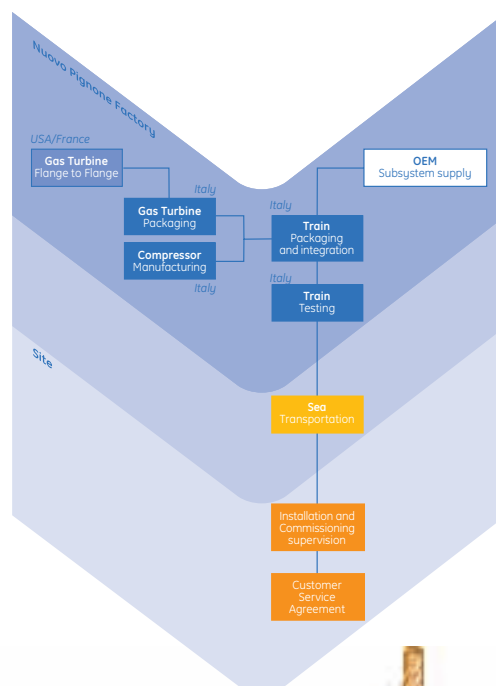 Nuovo Pignone Factory
USA/France
Gas Turbine
Flange to Flange
OEM
Subsystem supply
Italy
Gas Turbine
Packaging
Italy
Train
Packaging
and integration
Compressor
Manufacturing
Italy
Italy
Train
Testing
Site
Sea
Transportation
Installation and
Commissioning
supervision
Customer
Service
Agreement